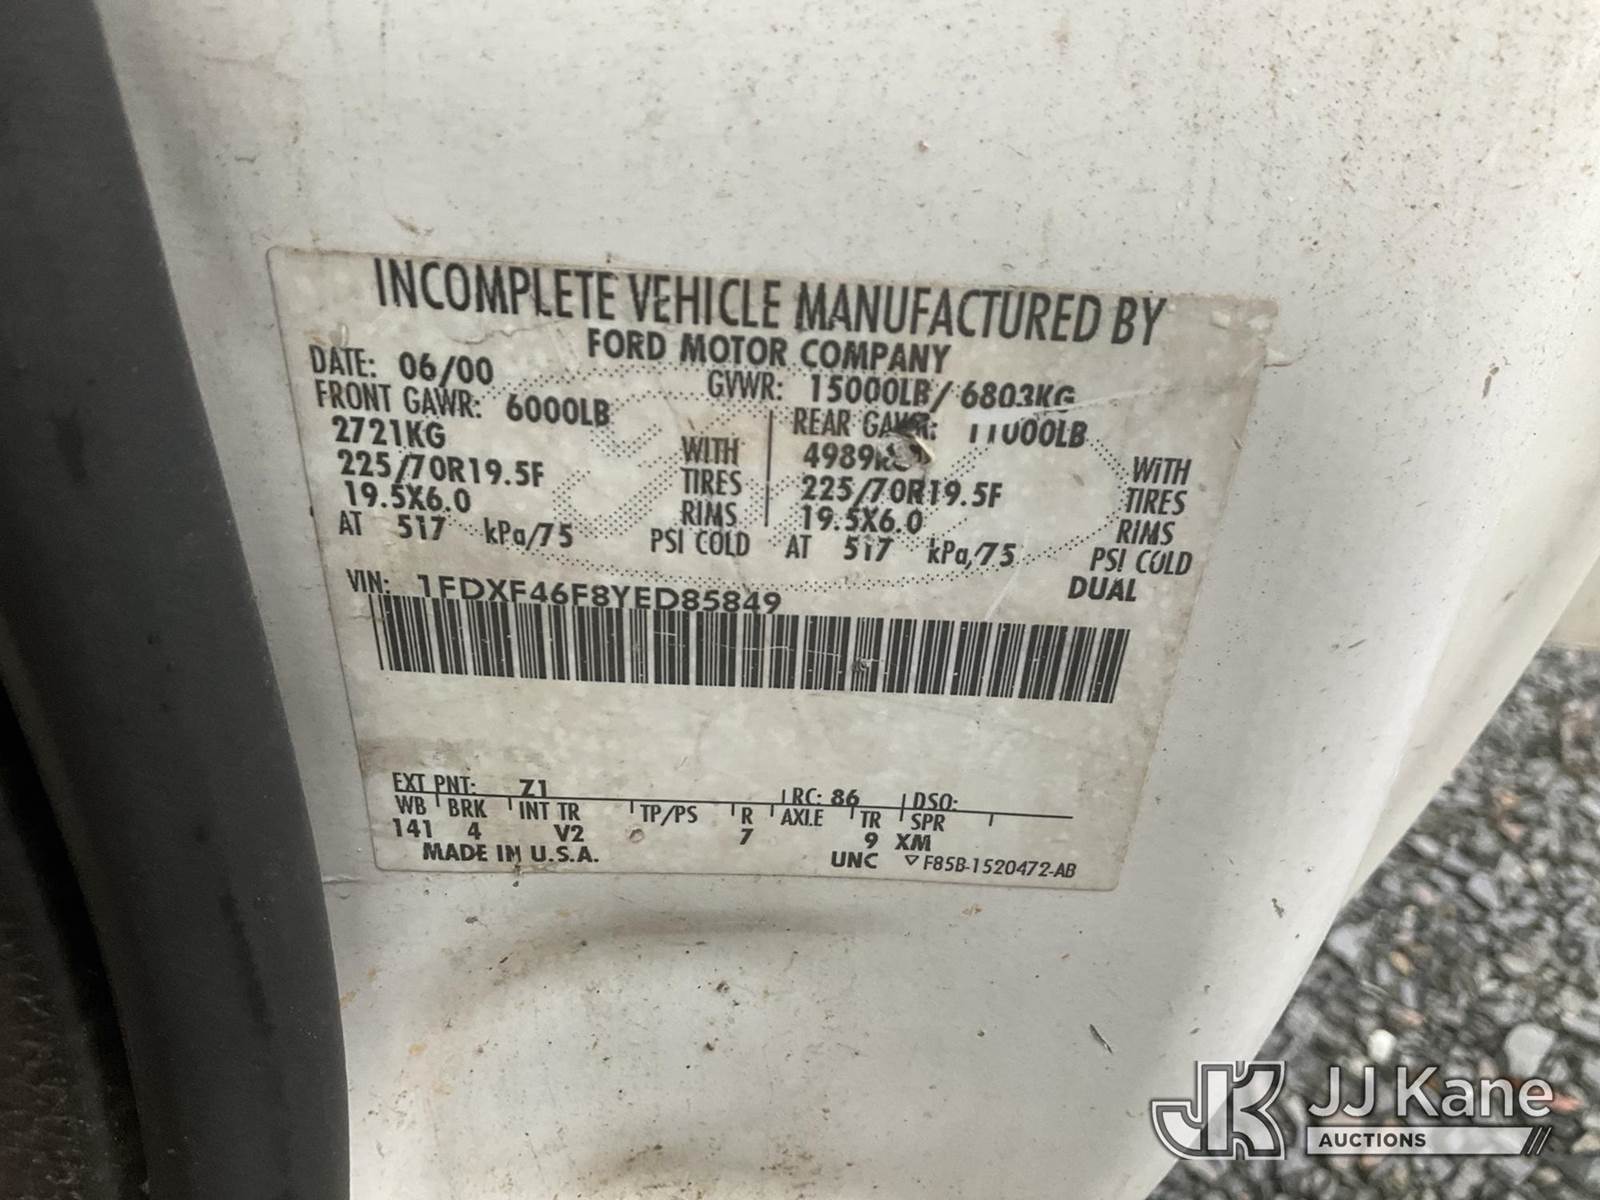 INCOMPLETE VEHICLE MANUFACTURED BY
FORD MOTOR COMPANY
DATE: 06/00 GVWR: 15000LB/ 6803KG
FRONT GAWR: 6000LB REAR GAWR: 11000LB
2721KG WITH 4989KG WITH
225/70R19.5F TIRES 225/70R19.5F TIRES
19.5X6.0 RIMS 19.5X6.0 RIMS
AT 517 kPa/75 PSI COLD AT 517 kPa/75 PSI COLD
DUAL
VIN: 1FDXF46F8YED85849
EXT PNT: Z1 RC: 86 DSO:
WB BRK INT TR TP/PS R AXLE TR SPR
141 4 V2 7 9 XM
MADE IN U.S.A. UNC F85B-1520472-AB
JK JJ Kane
AUCTIONS